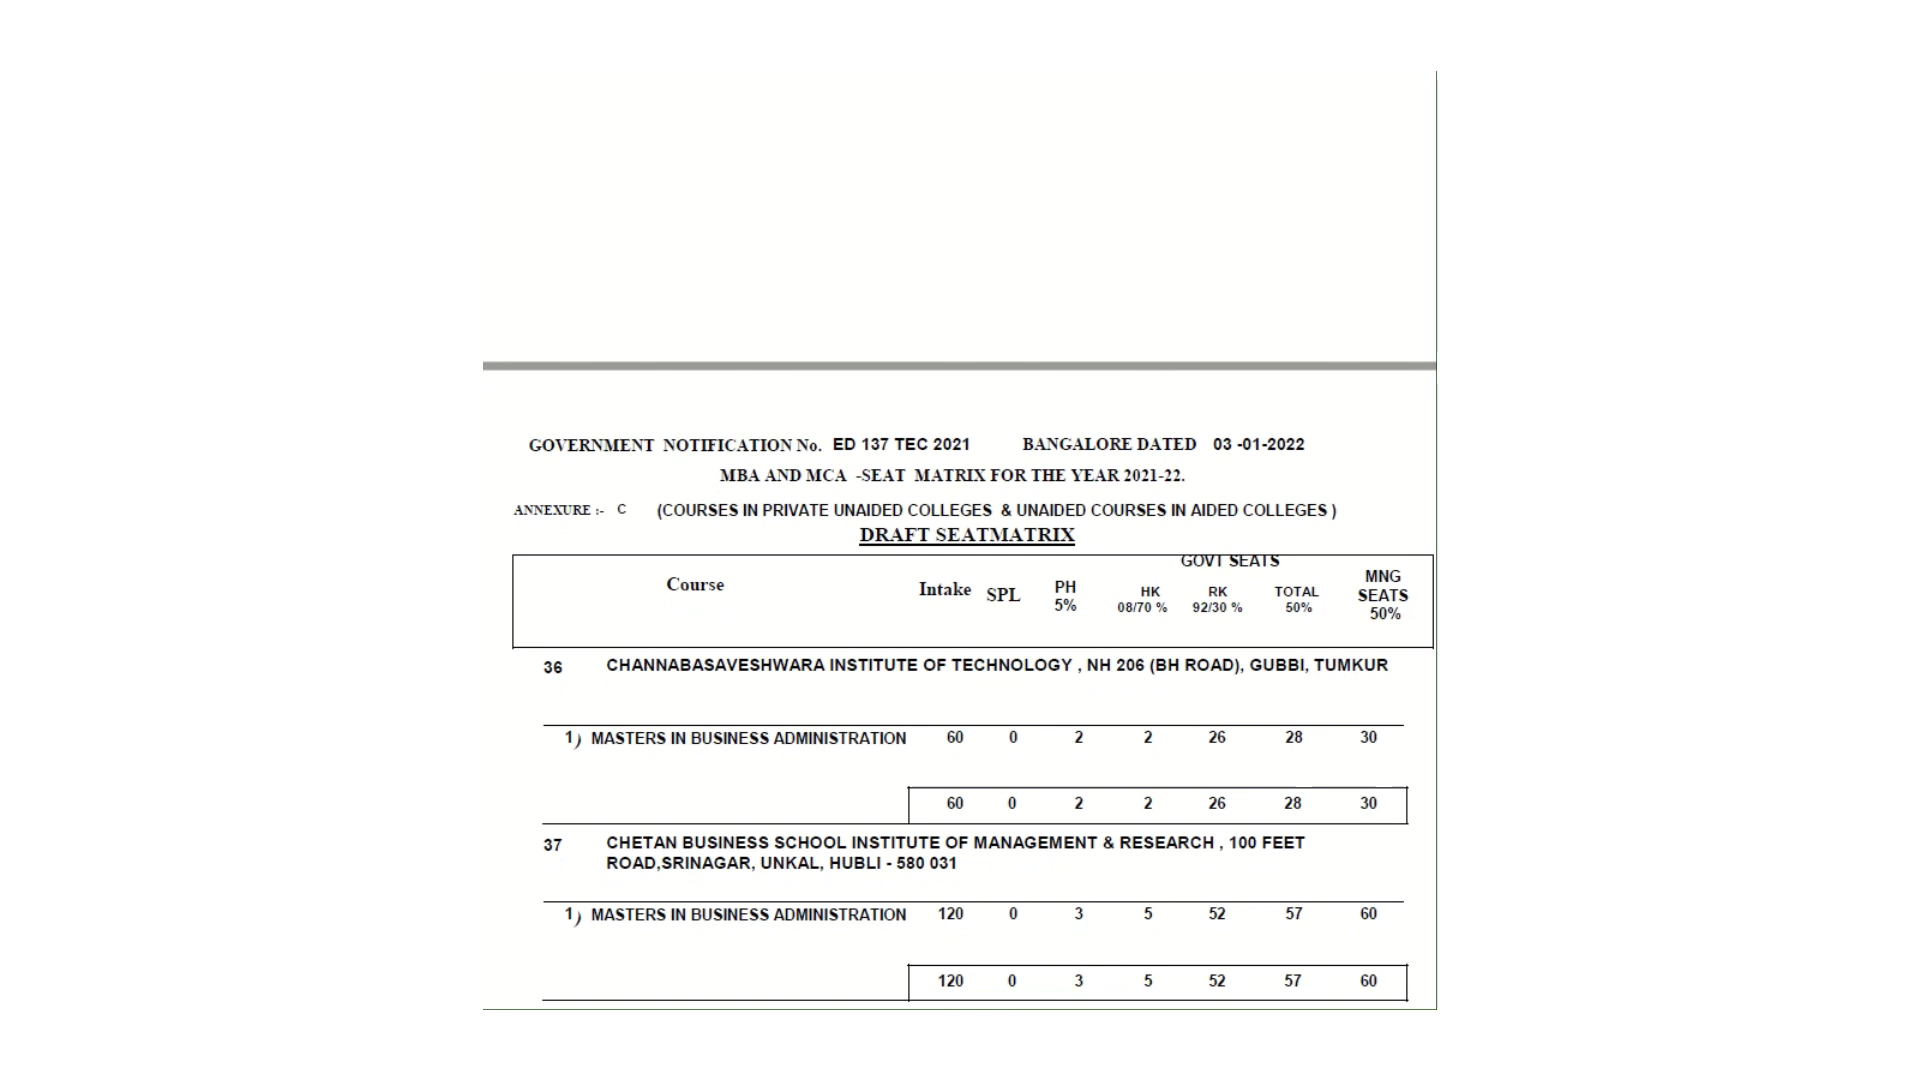 GOVERNMENT NOTIFICATION No. ED 137 TEC 2021 BANGALORE DATED 03 -01-2022
MBA AND MCA -SEAT MATRIX FOR THE YEAR 2021-22.
ANNEXURE :- C (COURSES IN PRIVATE UNAIDED COLLEGES & UNAIDED COURSES IN AIDED COLLEGES )
DRAFT SEATMATRIX
GOVT SEATS
Course Intake SPL PH 5% HK 08/70 % RK 92/30 % TOTAL 50% MNG SEATS 50%
36 CHANNABASAVESHWARA INSTITUTE OF TECHNOLOGY , NH 206 (BH ROAD), GUBBI, TUMKUR
1) MASTERS IN BUSINESS ADMINISTRATION 60 0 2 2 26 28 30
60 0 2 2 26 28 30
37 CHETAN BUSINESS SCHOOL INSTITUTE OF MANAGEMENT & RESEARCH , 100 FEET
ROAD,SRINAGAR, UNKAL, HUBLI - 580 031
1) MASTERS IN BUSINESS ADMINISTRATION 120 0 3 5 52 57 60
120 0 3 5 52 57 60